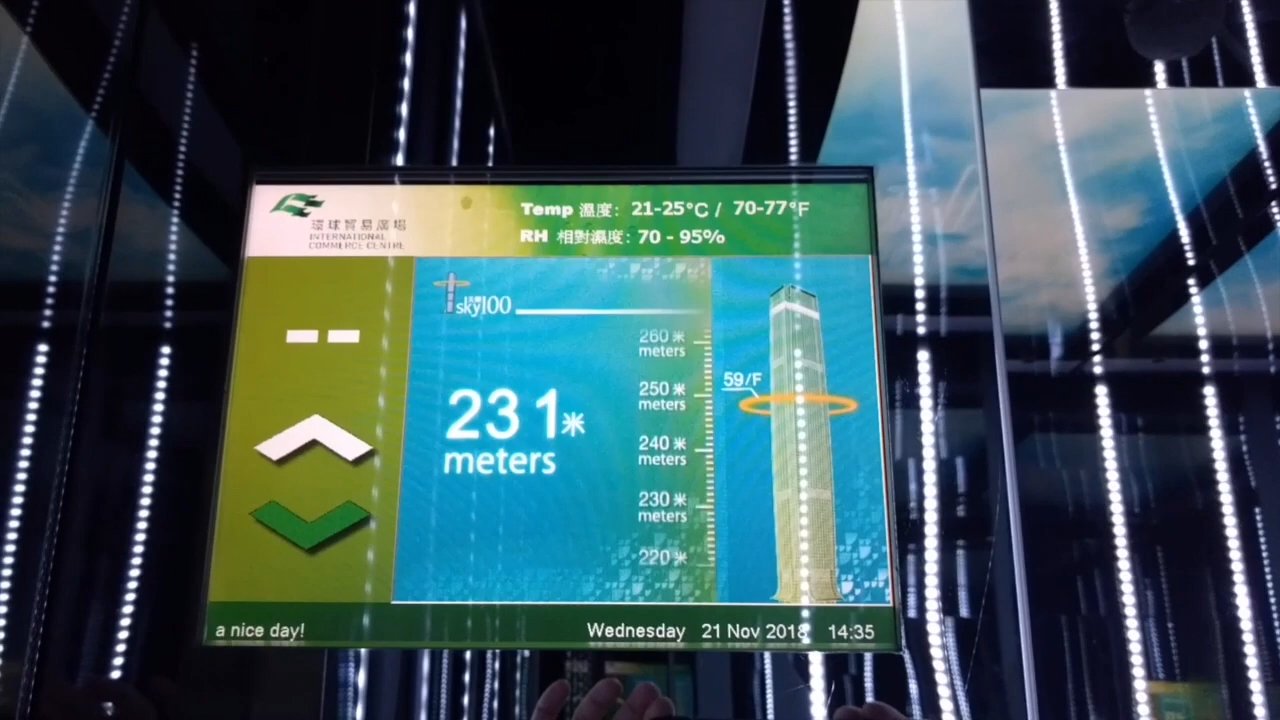 環球貿易廣場
INTERNATIONAL
COMMERCE CENTRE
Temp 溫度: 21-25°C / 70-77°F
RH 相對濕度: 70 - 95%
sky100
231米
meters
260 米
meters
250 米
meters
240 米
meters
230 米
meters
220 米
59/F
a nice day!
Wednesday 21 Nov 2018 14:35